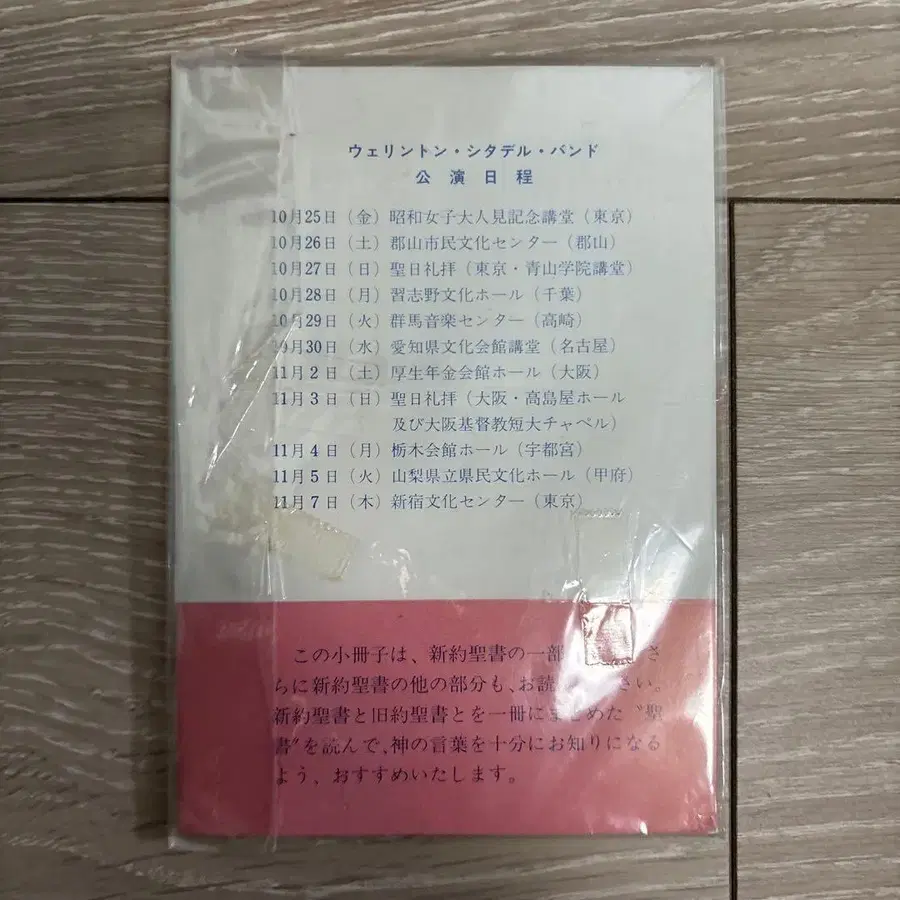 ウェリントン・シタデル・バンド
公演日程
10月25日（金）昭和女子大人見記念講堂（東京）
10月26日（土）郡山市民文化センター（郡山）
10月27日（日）聖日礼拝（東京・青山学院講堂）
10月28日（月）習志野文化ホール（千葉）
10月29日（火）群馬音楽センター（高崎）
10月30日（水）愛知県文化会館講堂（名古屋）
11月2日（土）厚生年金会館ホール（大阪）
11月3日（日）聖日礼拝（大阪・高島屋ホール
及び大阪基督教短大チャペル）
11月4日（月）栃木会館ホール（宇都宮）
11月5日（火）山梨県立県民文化ホール（甲府）
11月7日（木）新宿文化センター（東京）
この小冊子は、新約聖書の一部 さ
らに新約聖書の他の部分も、お読 さい。
新約聖書と旧約聖書とを一冊にまとめた〝聖
書〟を読んで、神の言葉を十分にお知りになる
よう、おすすめいたします。